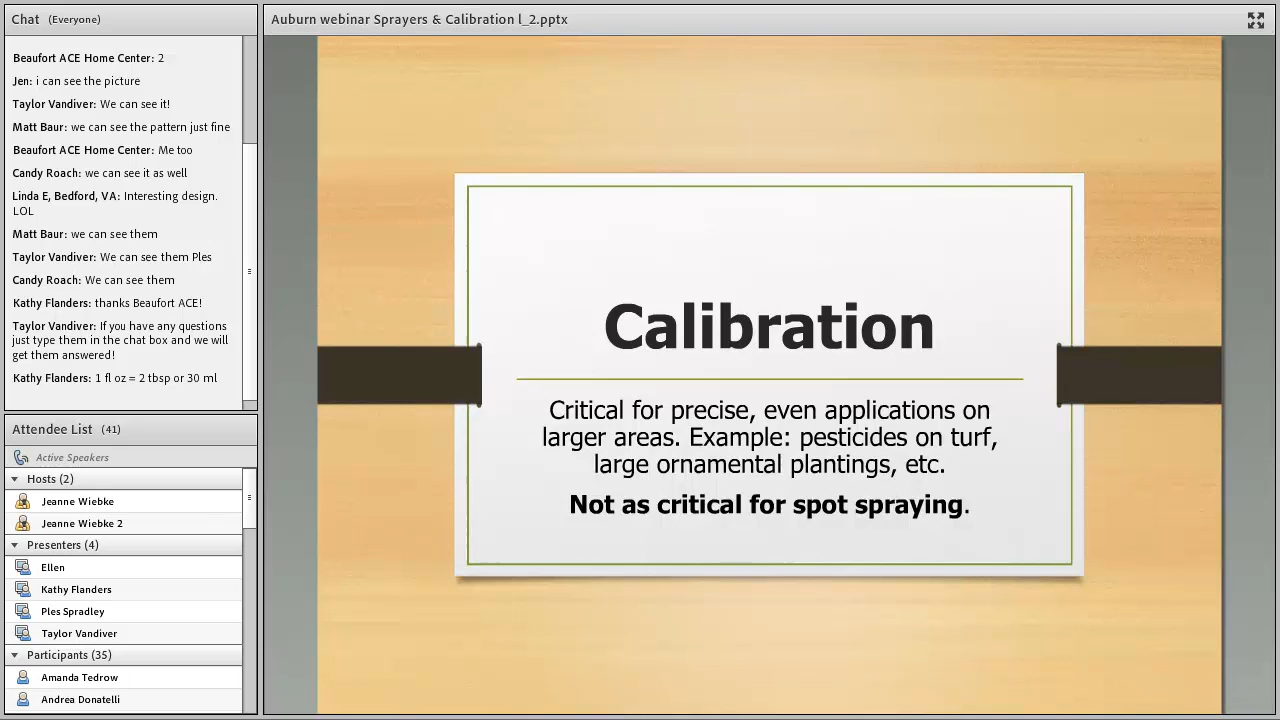 Chat (Everyone)
Beaufort ACE Home Center: 2
Jen: i can see the picture
Taylor Vandiver: We can see it!
Matt Baur: we can see the pattern just fine
Beaufort ACE Home Center: Me too
Candy Roach: we can see it as well
Linda E, Bedford, VA: Interesting design.
LOL
Matt Baur: we can see them
Taylor Vandiver: We can see them Ples
Candy Roach: We can see them
Kathy Flanders: thanks Beaufort ACE!
Taylor Vandiver: If you have any questions
just type them in the chat box and we will
get them answered!
Kathy Flanders: 1 fl oz = 2 tbsp or 30 ml
Attendee List (41)
Active Speakers
Hosts (2)
Jeanne Wiebke
Jeanne Wiebke 2
Presenters (4)
Ellen
Kathy Flanders
Ples Spradley
Taylor Vandiver
Participants (35)
Amanda Tedrow
Andrea Donatelli
Auburn webinar Sprayers & Calibration l_2.pptx
Calibration
Critical for precise, even applications on
larger areas. Example: pesticides on turf,
large ornamental plantings, etc.
Not as critical for spot spraying.